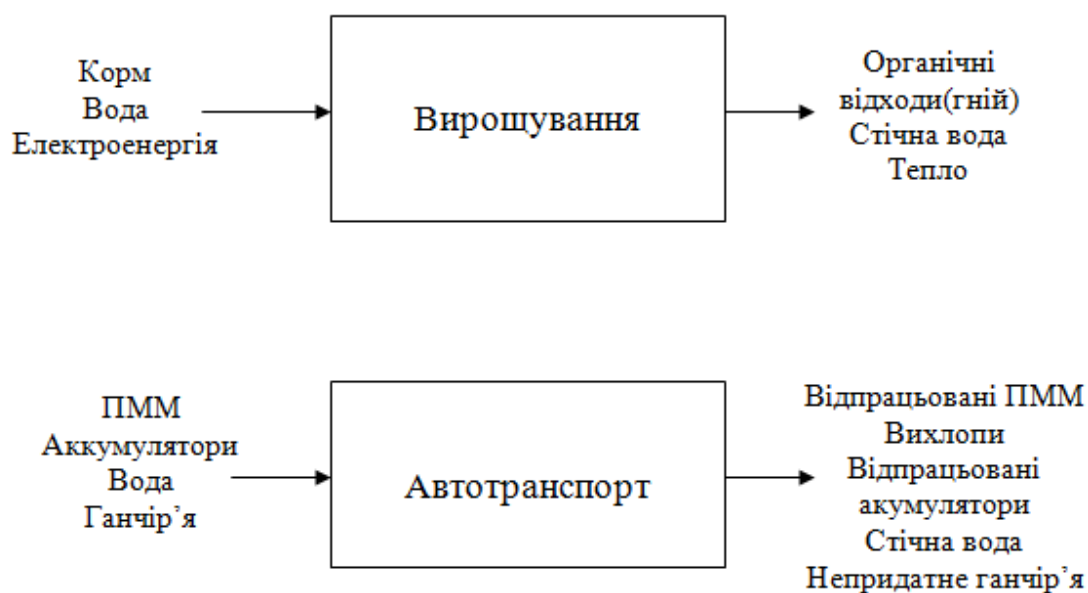 Корм
Вода
Електроенергія
Вирощування
Органічні
відходи(гній)
Стічна вода
Тепло
ПММ
Аккумулятори
Вода
Ганчір’я
Автотранспорт
Відпрацьовані ПММ
Вихлопи
Відпрацьовані
акумулятори
Стічна вода
Непридатне ганчір’я